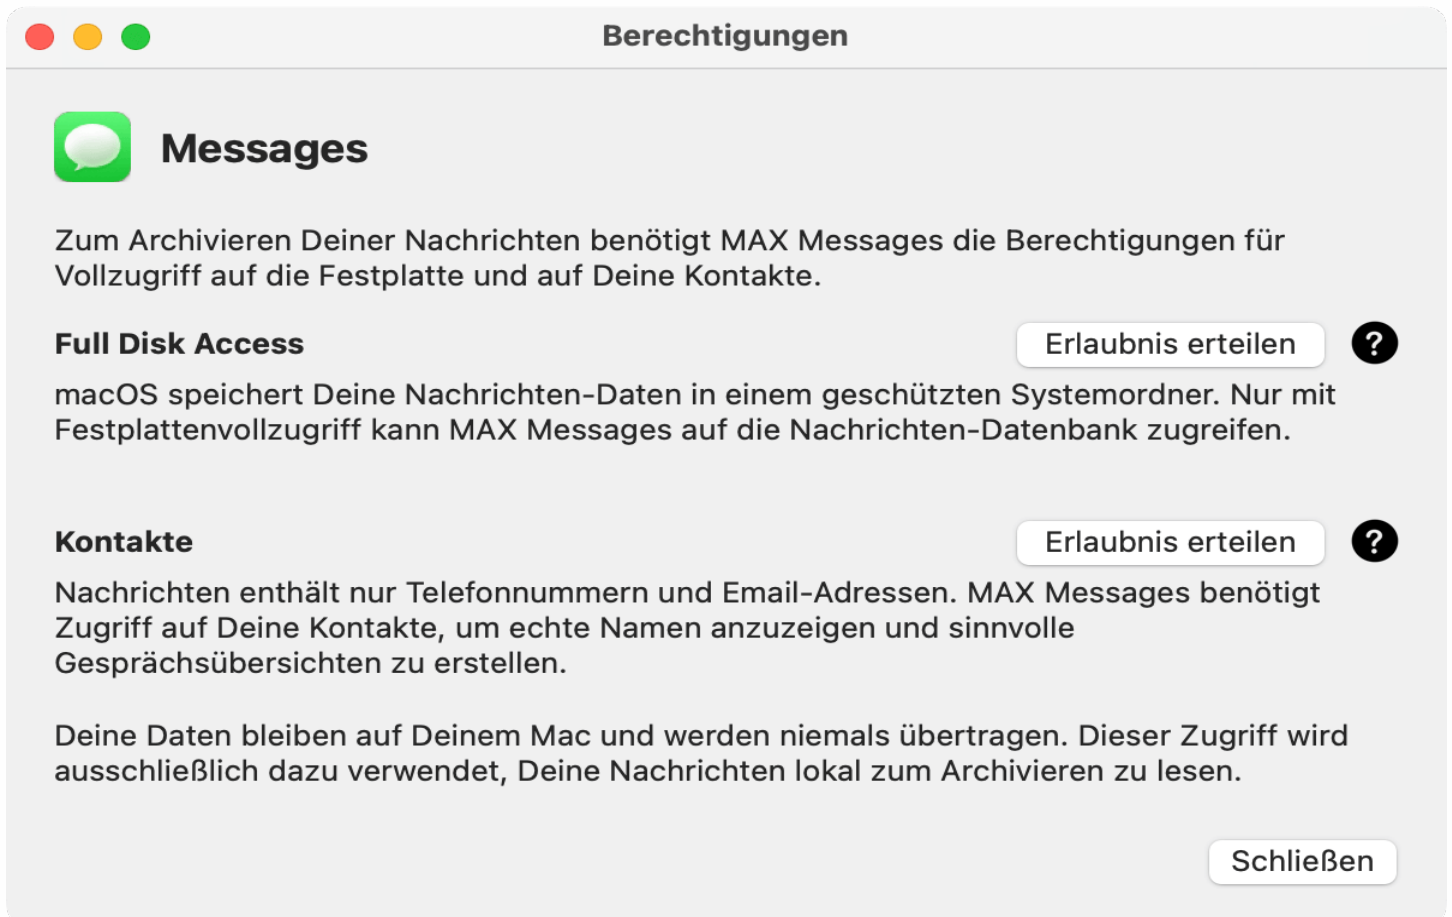 Berechtigungen
Messages
Zum Archivieren Deiner Nachrichten benötigt MAX Messages die Berechtigungen für
Vollzugriff auf die Festplatte und auf Deine Kontakte.
Full Disk Access
Erlaubnis erteilen
?
macOS speichert Deine Nachrichten-Daten in einem geschützten Systemordner. Nur mit
Festplattenvollzugriff kann MAX Messages auf die Nachrichten-Datenbank zugreifen.
Kontakte
Erlaubnis erteilen
?
Nachrichten enthält nur Telefonnummern und Email-Adressen. MAX Messages benötigt
Zugriff auf Deine Kontakte, um echte Namen anzuzeigen und sinnvolle
Gesprächsübersichten zu erstellen.
Deine Daten bleiben auf Deinem Mac und werden niemals übertragen. Dieser Zugriff wird
ausschließlich dazu verwendet, Deine Nachrichten lokal zum Archivieren zu lesen.
Schließen